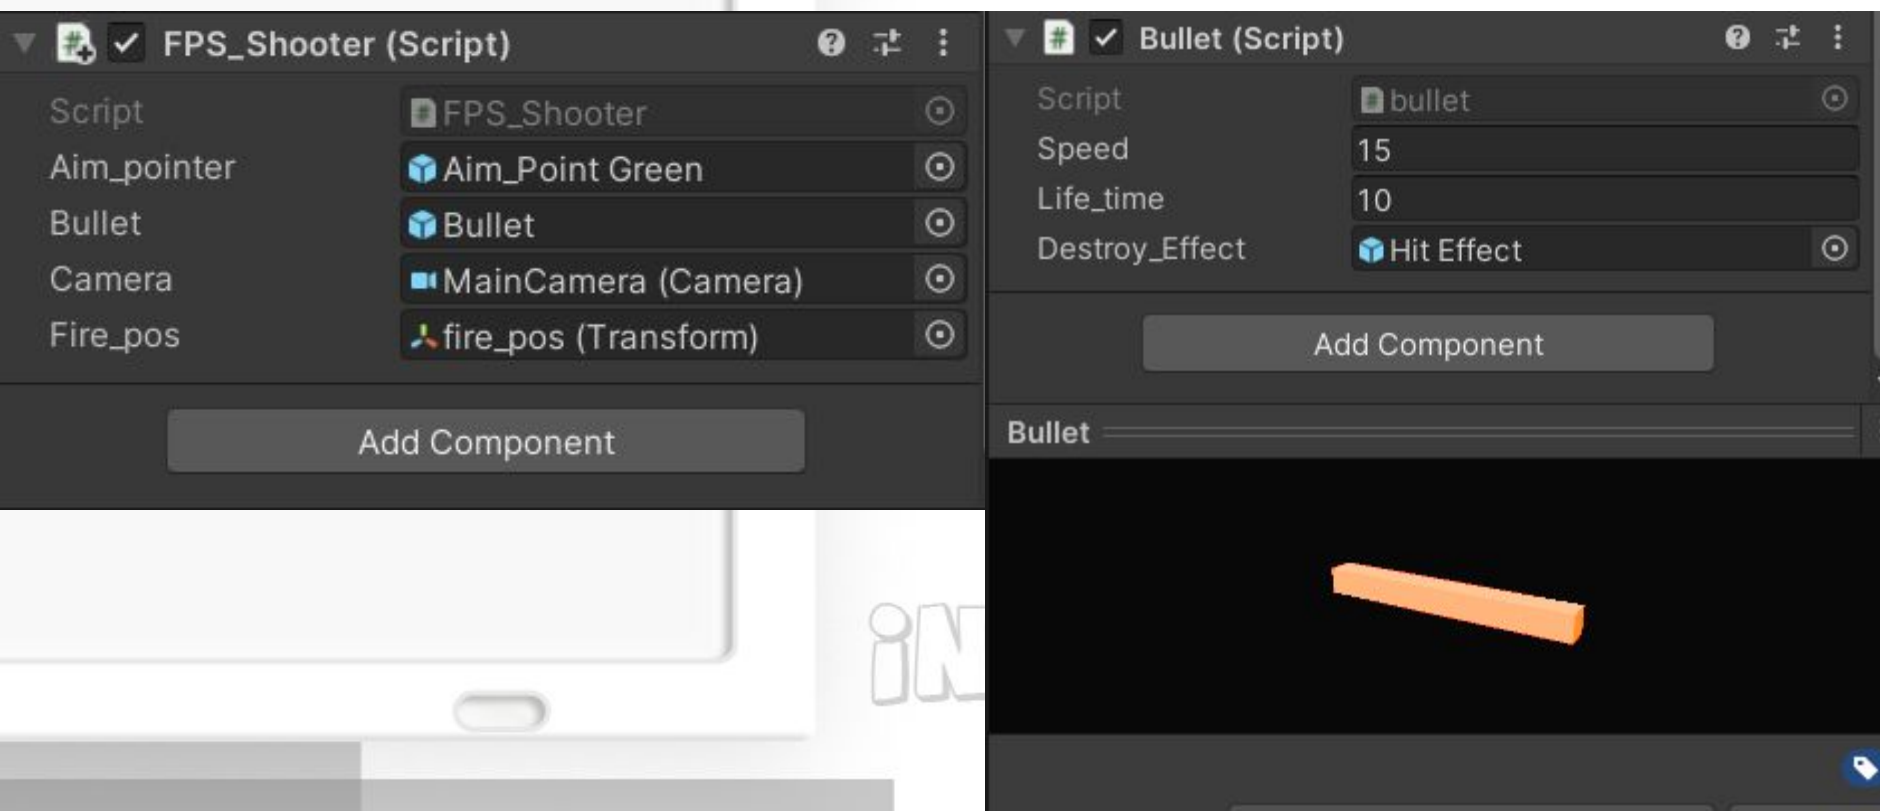 FPS_Shooter (Script)
Script
FPS_Shooter
Aim_pointer
Aim_Point Green
Bullet
Bullet
Camera
MainCamera (Camera)
Fire_pos
fire_pos (Transform)
Add Component
Bullet (Script)
Script
bullet
Speed
15
Life_time
10
Destroy_Effect
Hit Effect
Add Component
Bullet
iN